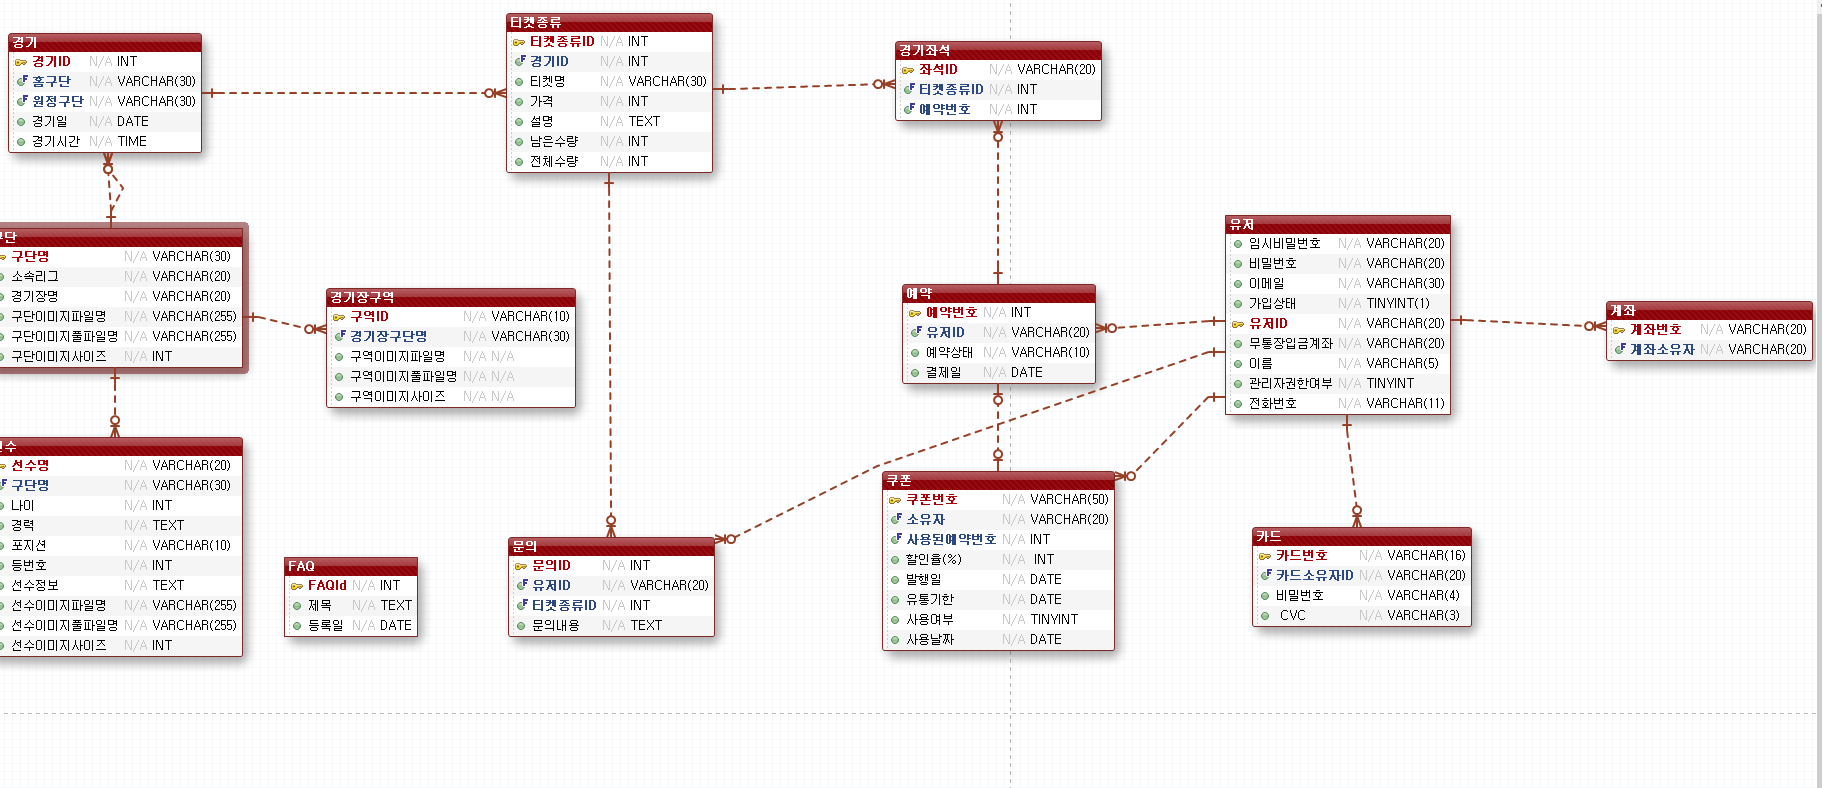 경기
경기ID N/A INT
홈구단 N/A VARCHAR(30)
원정구단 N/A VARCHAR(30)
경기일 N/A DATE
경기시간 N/A TIME
티켓종류
티켓종류ID N/A INT
경기ID N/A INT
티켓명 N/A VARCHAR(30)
가격 N/A INT
설명 N/A TEXT
남은수량 N/A INT
전체수량 N/A INT
경기좌석
좌석ID N/A VARCHAR(20)
티켓종류ID N/A INT
예약번호 N/A INT
구단
구단명 N/A VARCHAR(30)
소속리그 N/A VARCHAR(20)
경기장명 N/A VARCHAR(20)
구단이미지파일명 N/A VARCHAR(255)
구단이미지풀파일명 N/A VARCHAR(255)
구단이미지사이즈 N/A INT
경기장구역
구역ID N/A VARCHAR(10)
경기장구단명 N/A VARCHAR(30)
구역이미지파일명 N/A N/A
구역이미지풀파일명 N/A N/A
구역이미지사이즈 N/A N/A
예약
예약번호 N/A INT
유저ID N/A VARCHAR(20)
예약상태 N/A VARCHAR(10)
결제일 N/A DATE
유저
임시비밀번호 N/A VARCHAR(20)
비밀번호 N/A VARCHAR(20)
이메일 N/A VARCHAR(30)
가입상태 N/A TINYINT(1)
유저ID N/A VARCHAR(20)
무통장입금계좌 N/A VARCHAR(20)
이름 N/A VARCHAR(5)
관리자권한여부 N/A TINYINT
전화번호 N/A VARCHAR(11)
계좌
계좌번호 N/A VARCHAR(20)
계좌소유자 N/A VARCHAR(20)
선수
선수명 N/A VARCHAR(20)
구단명 N/A VARCHAR(30)
나이 N/A INT
경력 N/A TEXT
포지션 N/A VARCHAR(10)
등번호 N/A INT
선수정보 N/A TEXT
선수이미지파일명 N/A VARCHAR(255)
선수이미지풀파일명 N/A VARCHAR(255)
선수이미지사이즈 N/A INT
FAQ
FAQId N/A INT
제목 N/A TEXT
등록일 N/A DATE
문의
문의ID N/A INT
유저ID N/A VARCHAR(20)
티켓종류ID N/A INT
문의내용 N/A TEXT
쿠폰
쿠폰번호 N/A VARCHAR(50)
소유자 N/A VARCHAR(20)
사용된예약번호 N/A INT
할인율(%) N/A INT
발행일 N/A DATE
유통기한 N/A DATE
사용여부 N/A TINYINT
사용날짜 N/A DATE
카드
카드번호 N/A VARCHAR(16)
카드소유자ID N/A VARCHAR(20)
비밀번호 N/A VARCHAR(4)
CVC N/A VARCHAR(3)